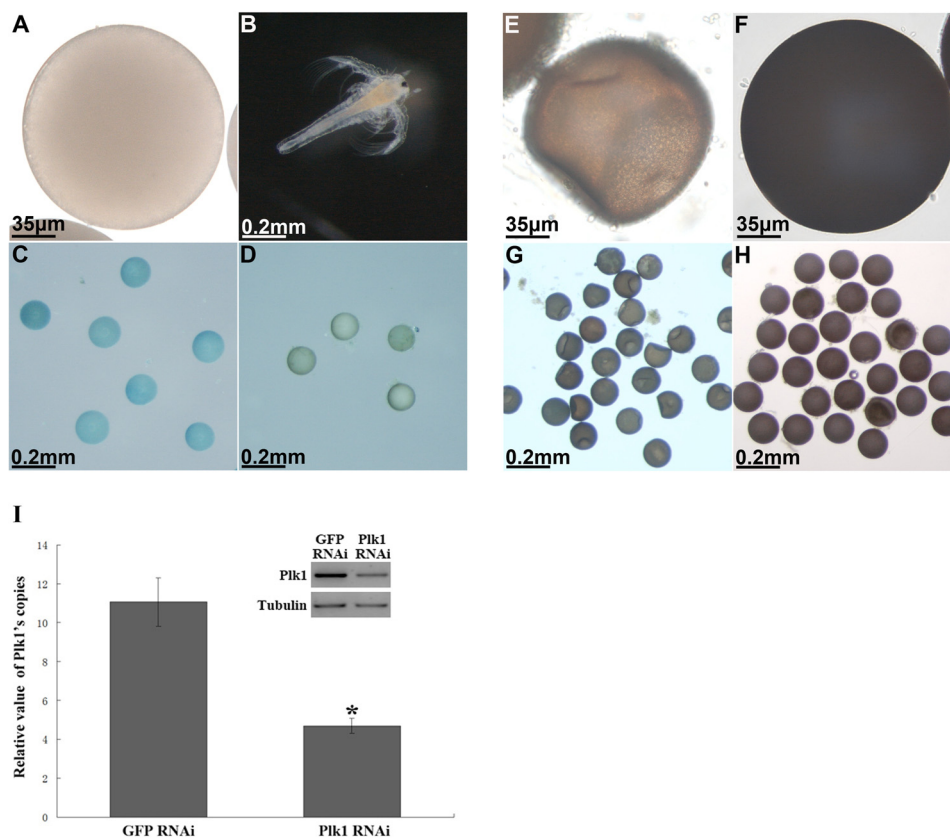 A
B
E
F
35μm
0.2mm
35μm
35μm
C
D
G
H
0.2mm
0.2mm
0.2mm
0.2mm
I
14
12
10
8
6
4
2
0
Relative value of Plk1's copies
GFP RNAi
Plk1 RNAi
*
GFP Plk1
RNAi RNAi
Plk1
Tubulin